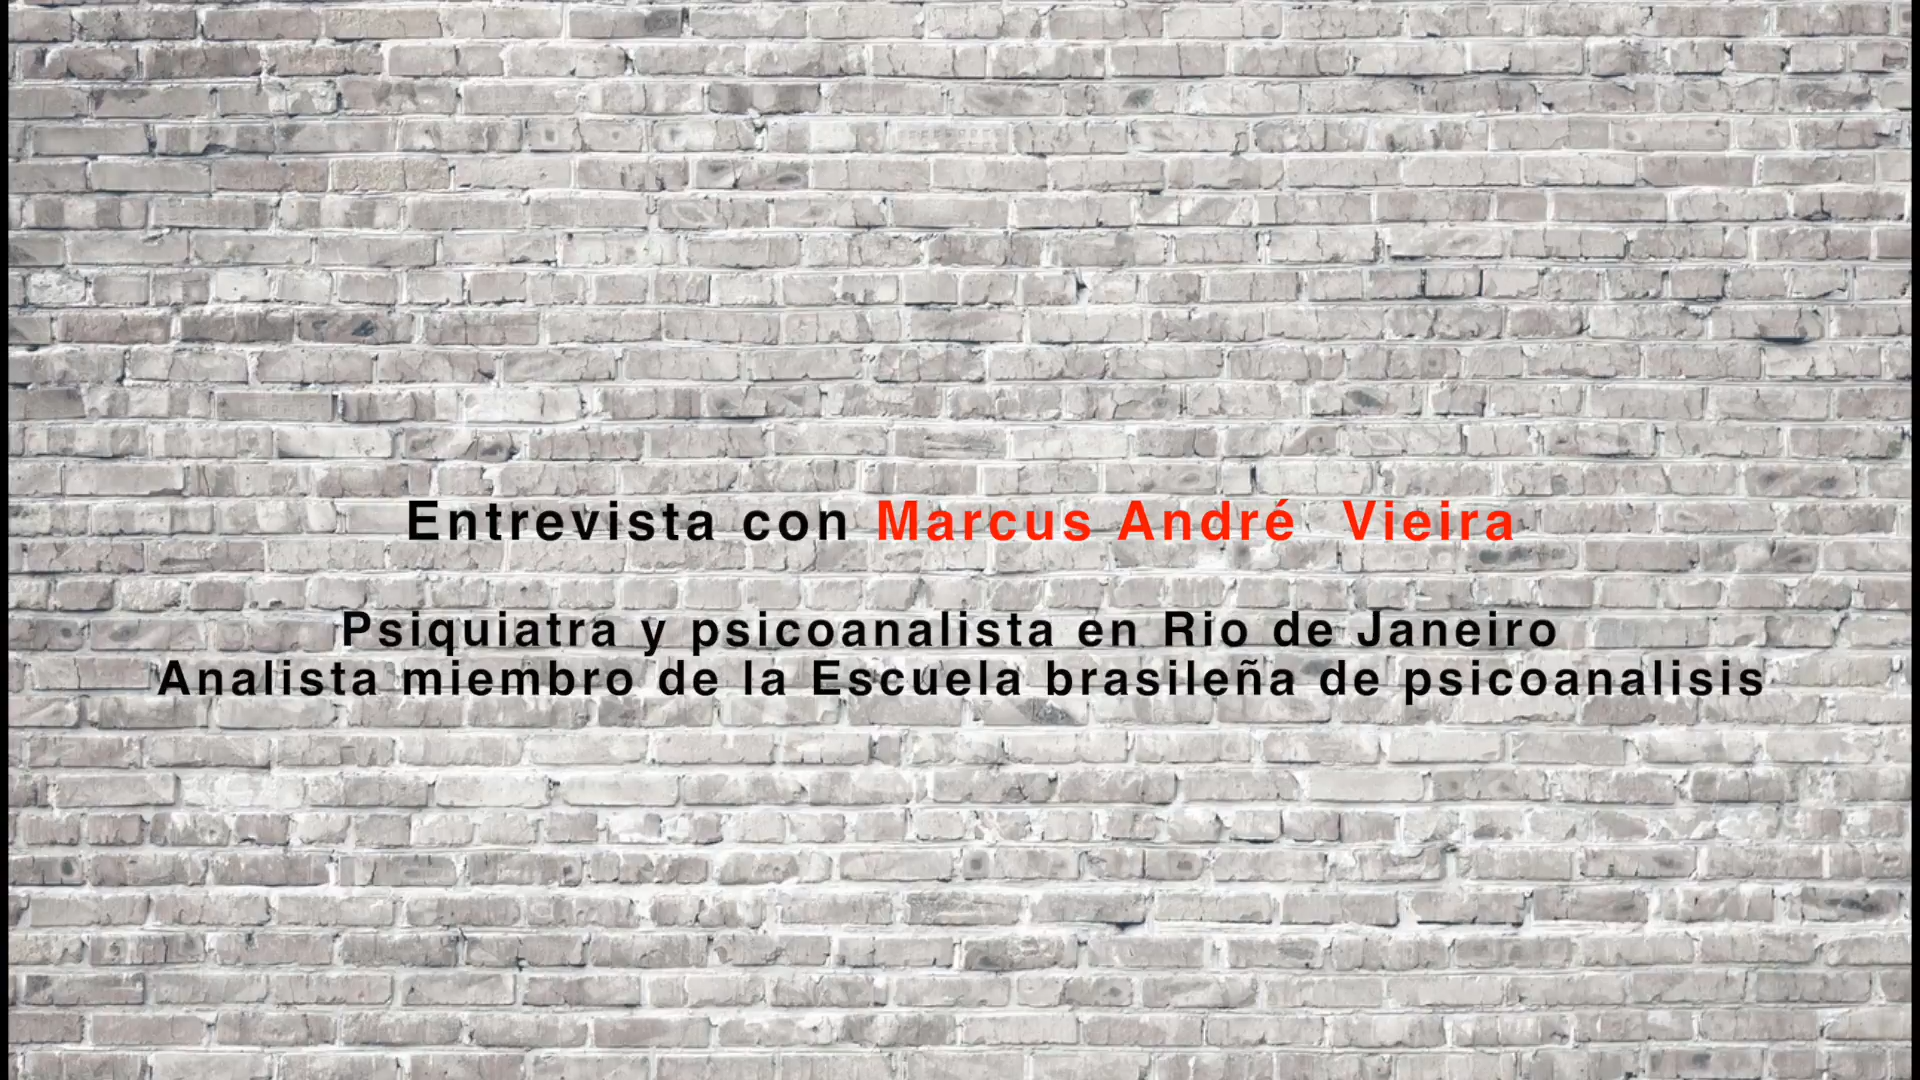 Entrevista con Marcus André Vieira
Psiquiatra y psicoanalista en Rio de Janeiro
Analista miembro de la Escuela brasileña de psicoanalisis